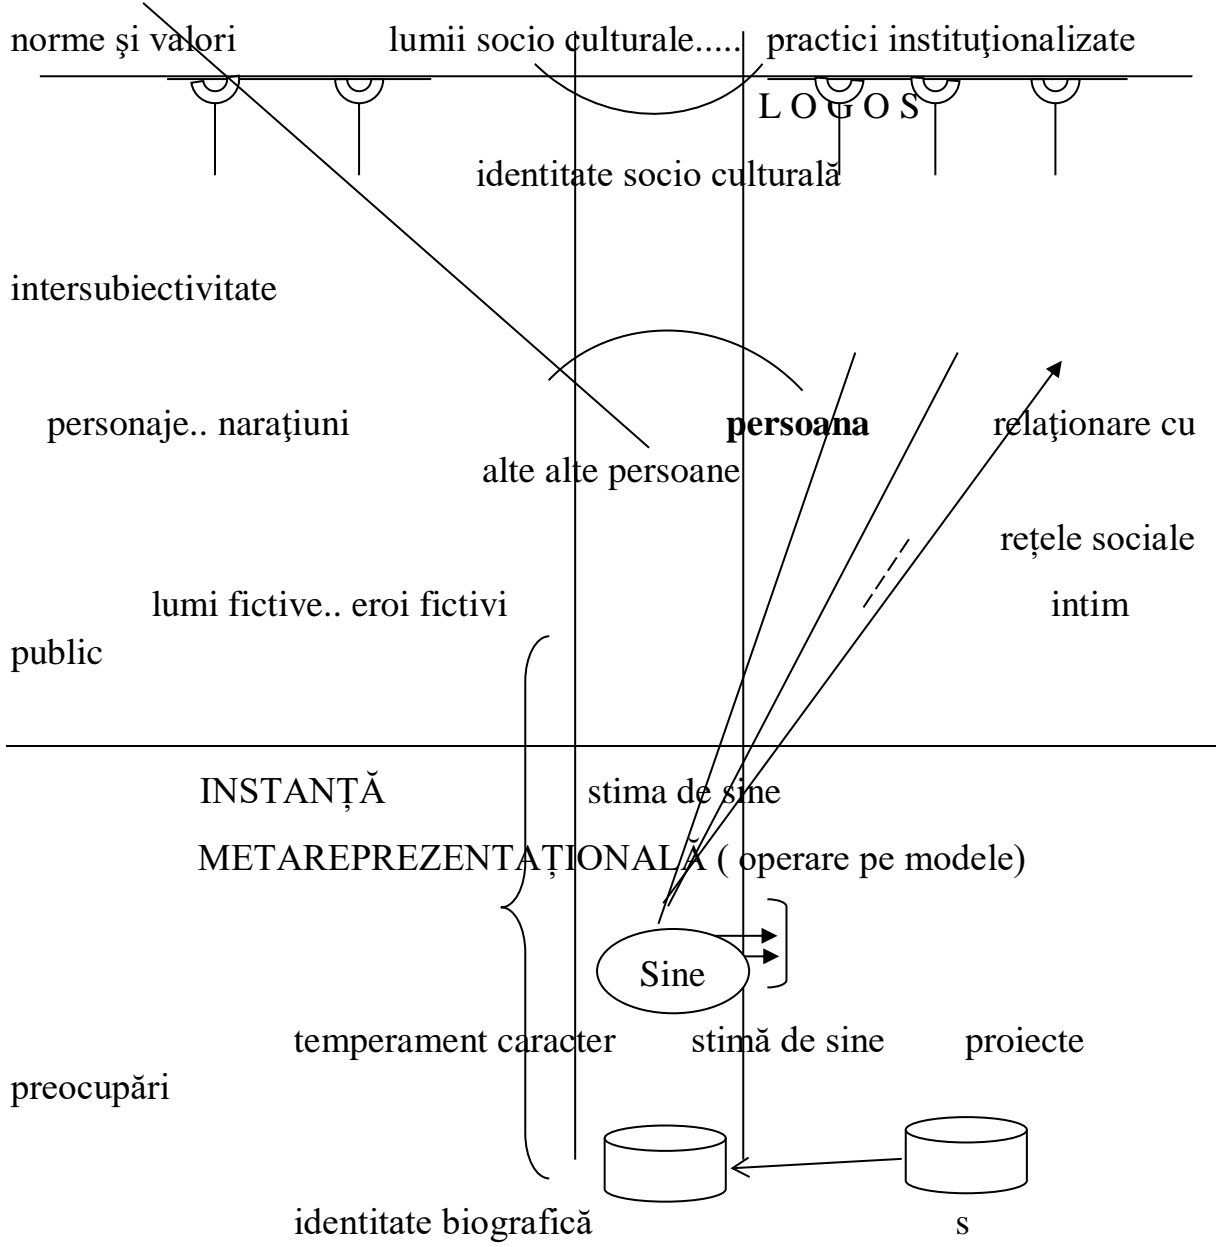 norme şi valori lumii socio culturale..... practici instituţionalizate
L O G O S
identitate socio culturală
intersubiectivitate
personaje.. naraţiuni persoana relaţionare cu
alte alte persoane
rețele sociale
lumi fictive.. eroi fictivi intim
public
INSTANȚĂ stima de sine
METAREPREZENTAȚIONALĂ ( operare pe modele)
Sine
temperament caracter stimă de sine proiecte
preocupări
identitate biografică s